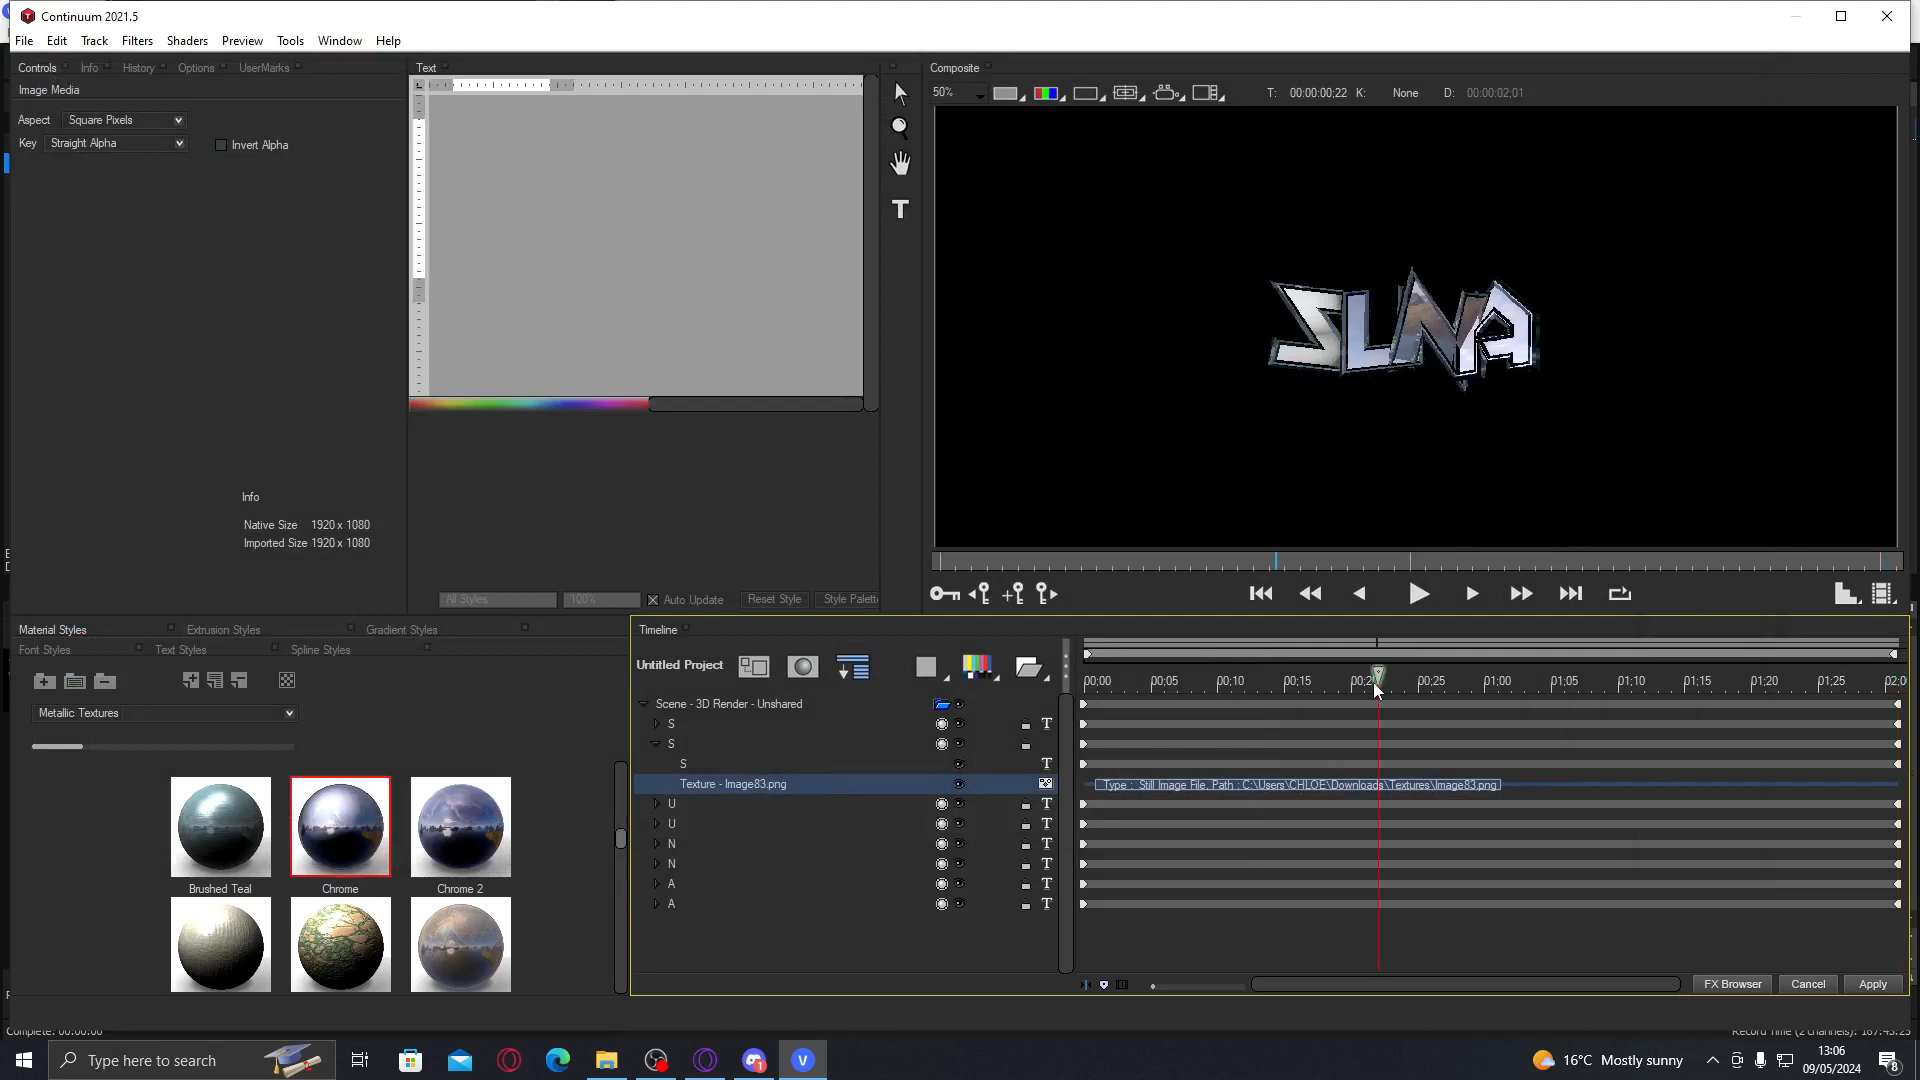 Continuum 2021.5
File Edit Track Filters Shaders Preview Tools Window Help
Controls Info History Options UserMarks
Text
Composite
Image Media
Aspect Square Pixels
Key Straight Alpha Invert Alpha
50% T: 00:00:00;22 K: None D: 00:00:02;01
SUNA
Info
Native Size 1920 x 1080
Imported Size 1920 x 1080
All Styles 100% Auto Update Reset Style Style Palette
Material Styles Extrusion Styles Gradient Styles
Font Styles Text Styles Spline Styles
Metallic Textures
Brushed Teal Chrome Chrome 2
Timeline
Untitled Project
00;00 00;05 00;10 00;15 00;2 00;25 01;00 01;05 01;10 01;15 01;20 01;25 02;0
Scene - 3D Render - Unshared
S T
S
S T
Texture - Image83.png Type : Still Image File, Path : C:\Users\CHLOE\Downloads\Textures\Image83.png
U T
U T
N T
N T
A T
A T
FX Browser Cancel Apply
Complete: 00:00:00
Record Time (2 channels): 187:43:25
Type here to search
16°C Mostly sunny
13:06
09/05/2024
8